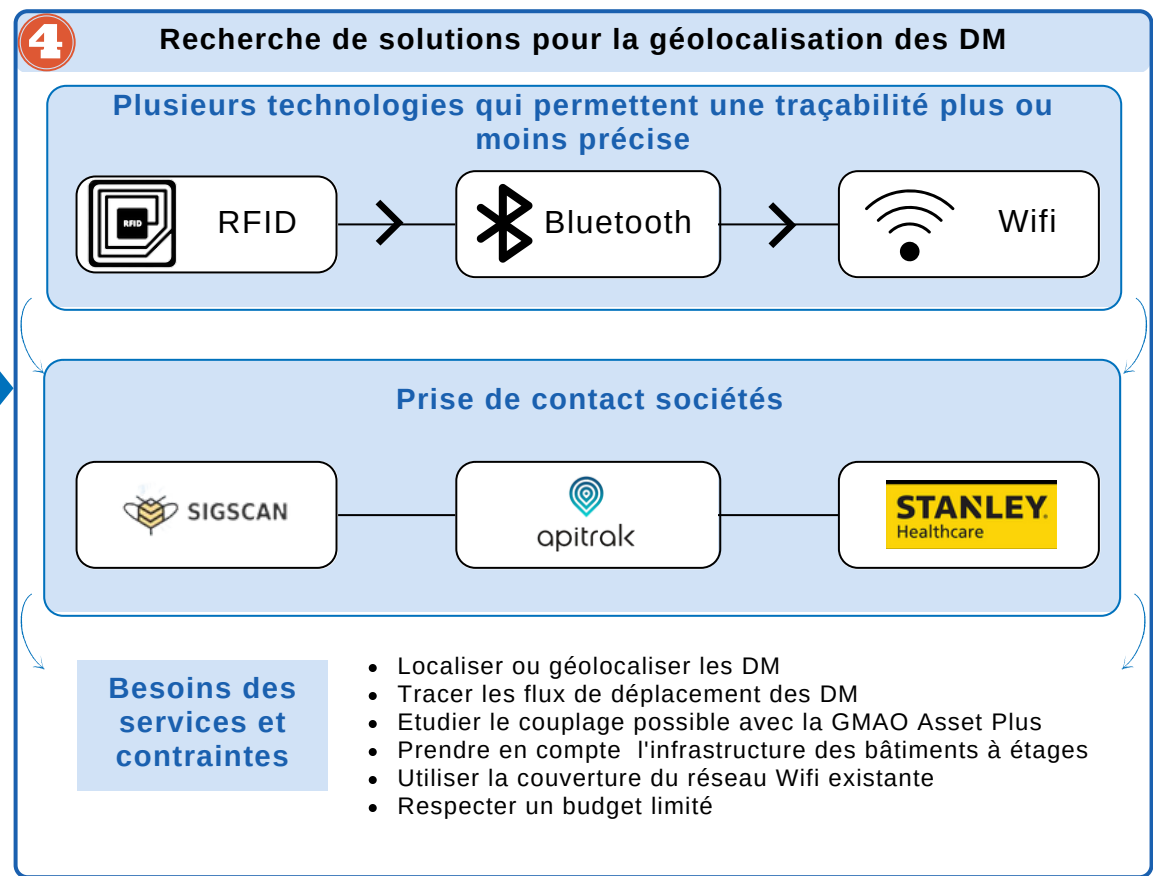 4
Recherche de solutions pour la géolocalisation des DM
Plusieurs technologies qui permettent une traçabilité plus ou
moins précise
RFID
RFID
Bluetooth
Wifi
Prise de contact sociétés
SIGSCAN
apitrak
STANLEY.
Healthcare
Besoins des
services et
contraintes
• Localiser ou géolocaliser les DM
• Tracer les flux de déplacement des DM
• Etudier le couplage possible avec la GMAO Asset Plus
• Prendre en compte  l'infrastructure des bâtiments à étages
• Utiliser la couverture du réseau Wifi existante
• Respecter un budget limité